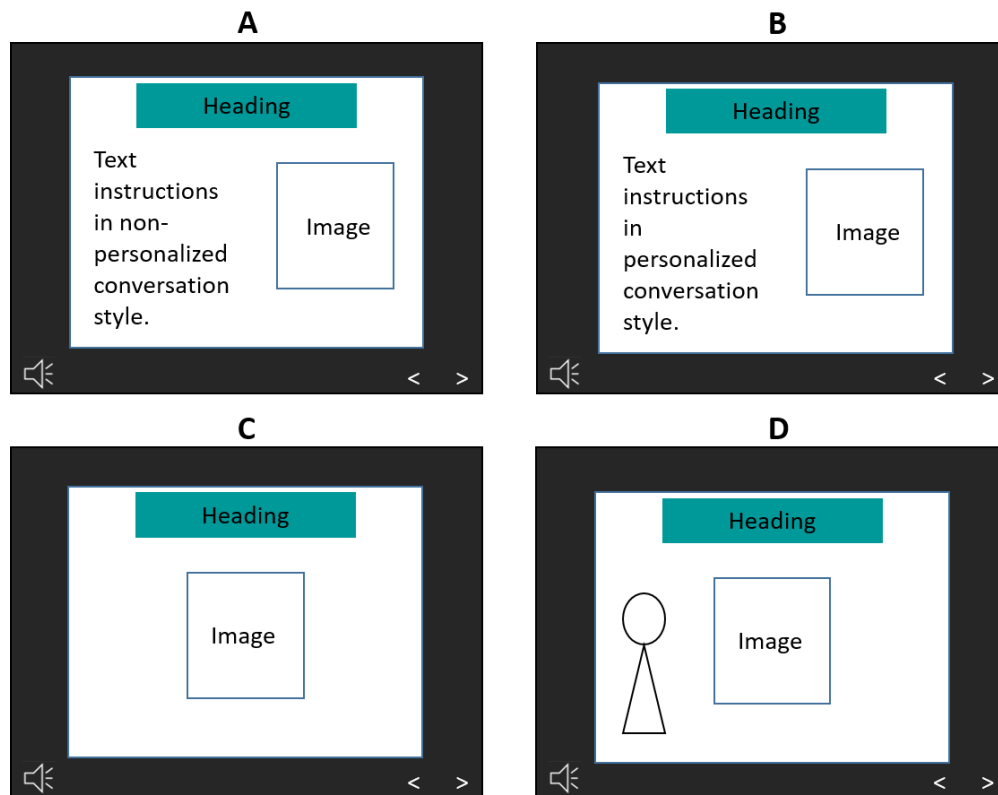 A
Heading
Text
instructions
in non-
personalized
conversation
style.
Image
< >
B
Heading
Text
instructions
in
personalized
conversation
style.
Image
< >
C
Heading
Image
< >
D
Heading
Image
< >